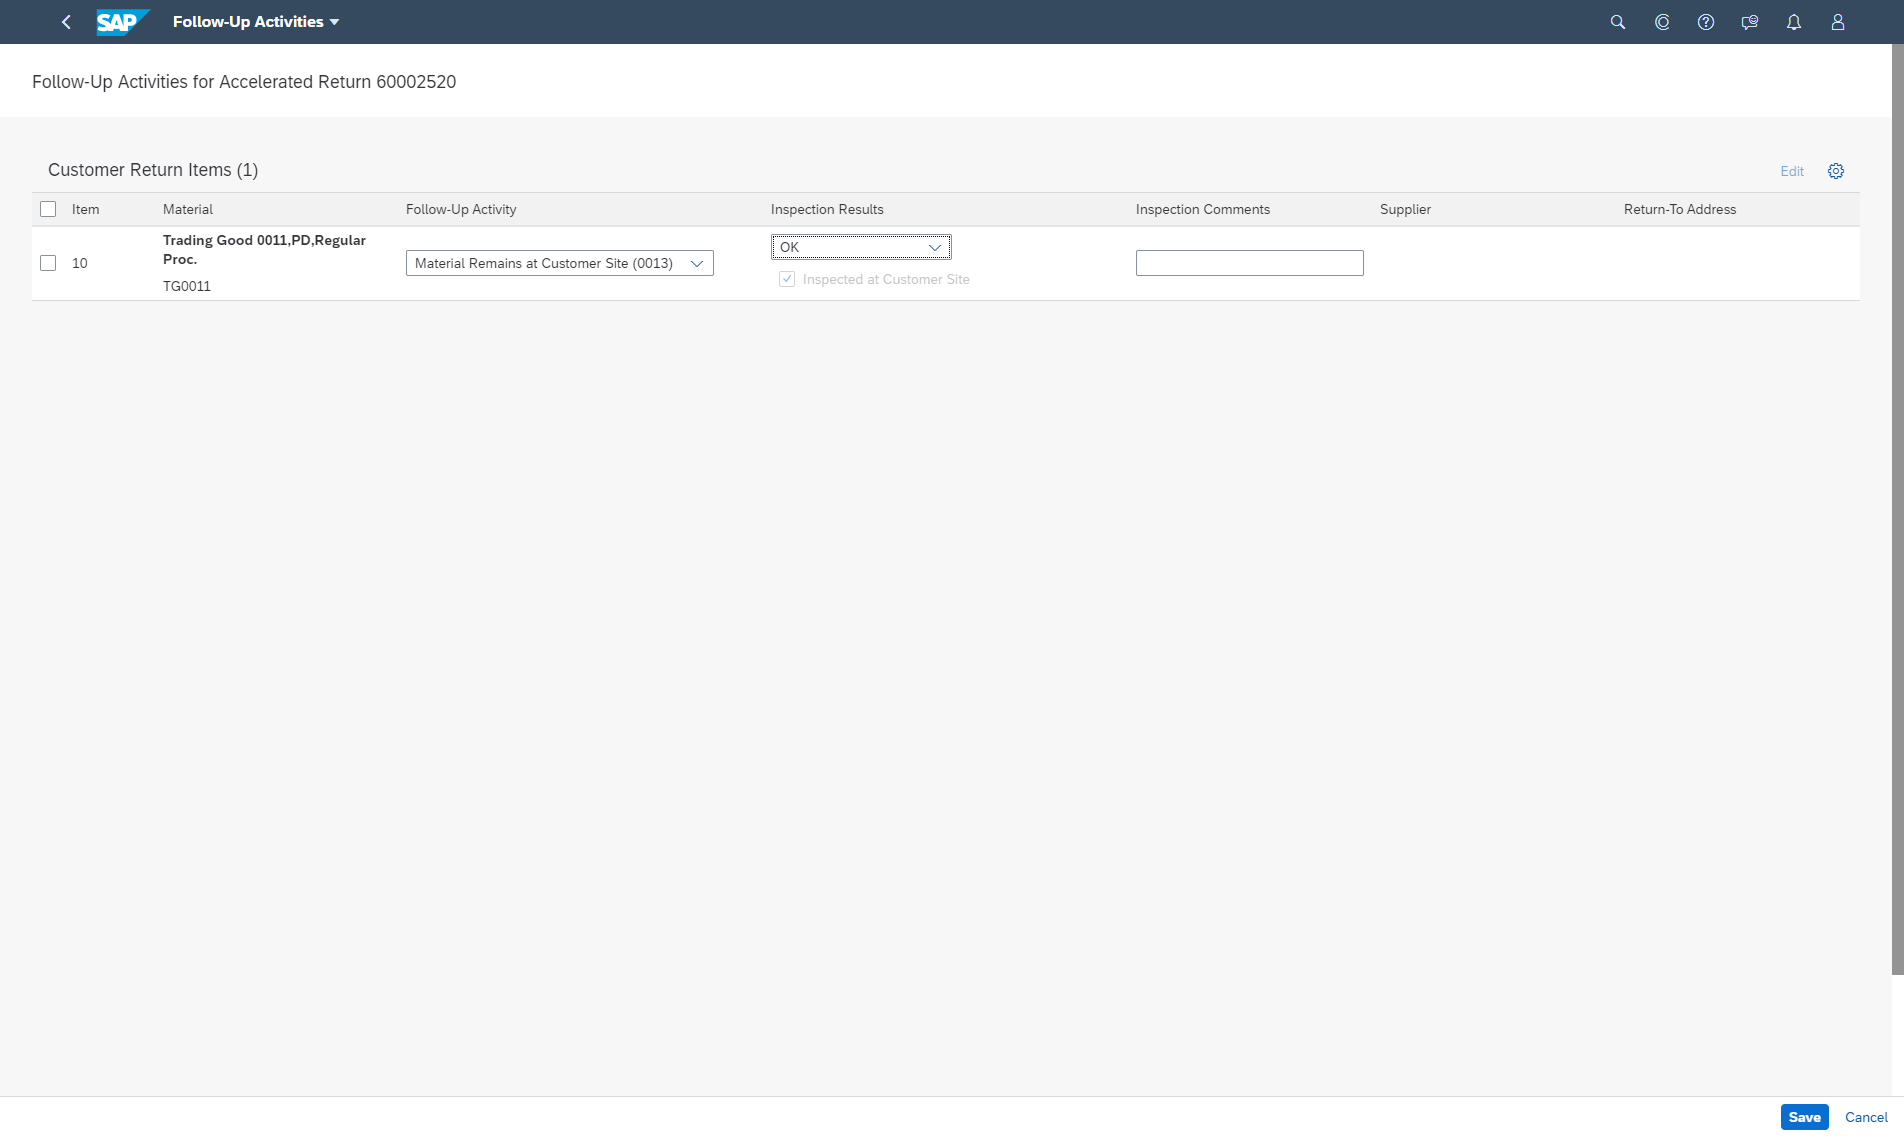 SAP Follow-Up Activities
Follow-Up Activities for Accelerated Return 60002520
Customer Return Items (1)
Edit
Item Material Follow-Up Activity Inspection Results Inspection Comments Supplier Return-To Address
10
Trading Good 0011,PD,Regular
Proc.
TG0011
Material Remains at Customer Site (0013)
OK
Inspected at Customer Site
Save Cancel